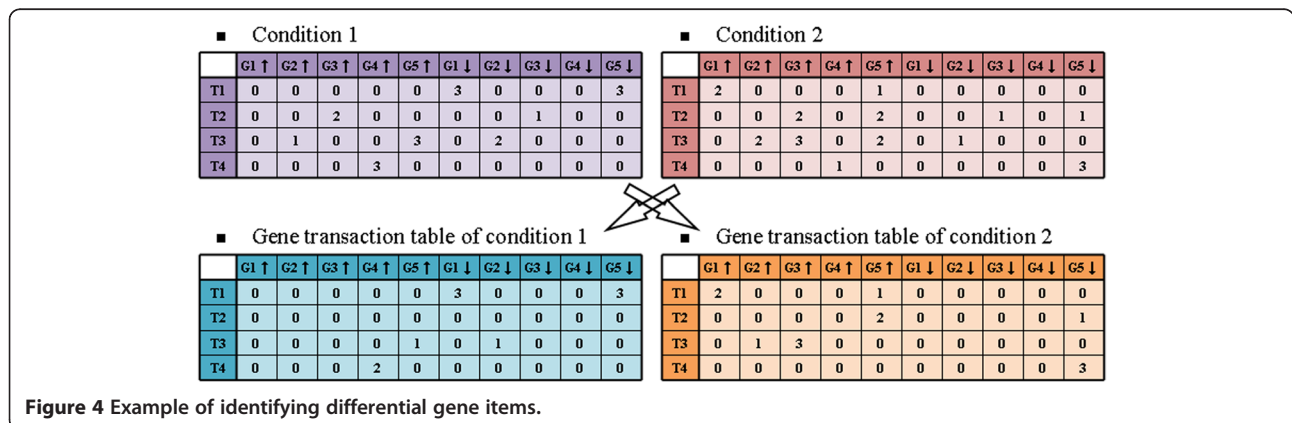 ▪ Condition 1
G1 ↑ G2 ↑ G3 ↑ G4 ↑ G5 ↑ G1 ↓ G2 ↓ G3 ↓ G4 ↓ G5 ↓
T1 0 0 0 0 0 3 0 0 0 3
T2 0 0 2 0 0 0 0 1 0 0
T3 0 1 0 0 3 0 2 0 0 0
T4 0 0 0 3 0 0 0 0 0 0
▪ Condition 2
G1 ↑ G2 ↑ G3 ↑ G4 ↑ G5 ↑ G1 ↓ G2 ↓ G3 ↓ G4 ↓ G5 ↓
T1 2 0 0 0 1 0 0 0 0 0
T2 0 0 2 0 2 0 0 1 0 1
T3 0 2 3 0 2 0 1 0 0 0
T4 0 0 0 1 0 0 0 0 0 3
▪ Gene transaction table of condition 1
G1 ↑ G2 ↑ G3 ↑ G4 ↑ G5 ↑ G1 ↓ G2 ↓ G3 ↓ G4 ↓ G5 ↓
T1 0 0 0 0 0 3 0 0 0 3
T2 0 0 0 0 0 0 0 0 0 0
T3 0 0 0 0 1 0 1 0 0 0
T4 0 0 0 2 0 0 0 0 0 0
▪ Gene transaction table of condition 2
G1 ↑ G2 ↑ G3 ↑ G4 ↑ G5 ↑ G1 ↓ G2 ↓ G3 ↓ G4 ↓ G5 ↓
T1 2 0 0 0 1 0 0 0 0 0
T2 0 0 0 0 2 0 0 0 0 1
T3 0 1 3 0 0 0 0 0 0 0
T4 0 0 0 0 0 0 0 0 0 3
Figure 4 Example of identifying differential gene items.